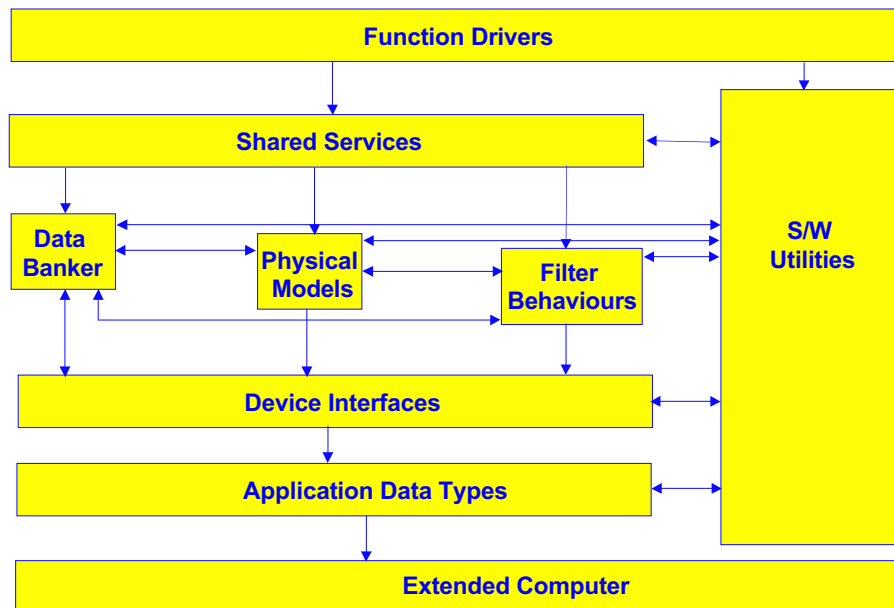 Function Drivers
Shared Services
S/W
Utilities
Data
Banker
Physical
Models
Filter
Behaviours
Device Interfaces
Application Data Types
Extended Computer